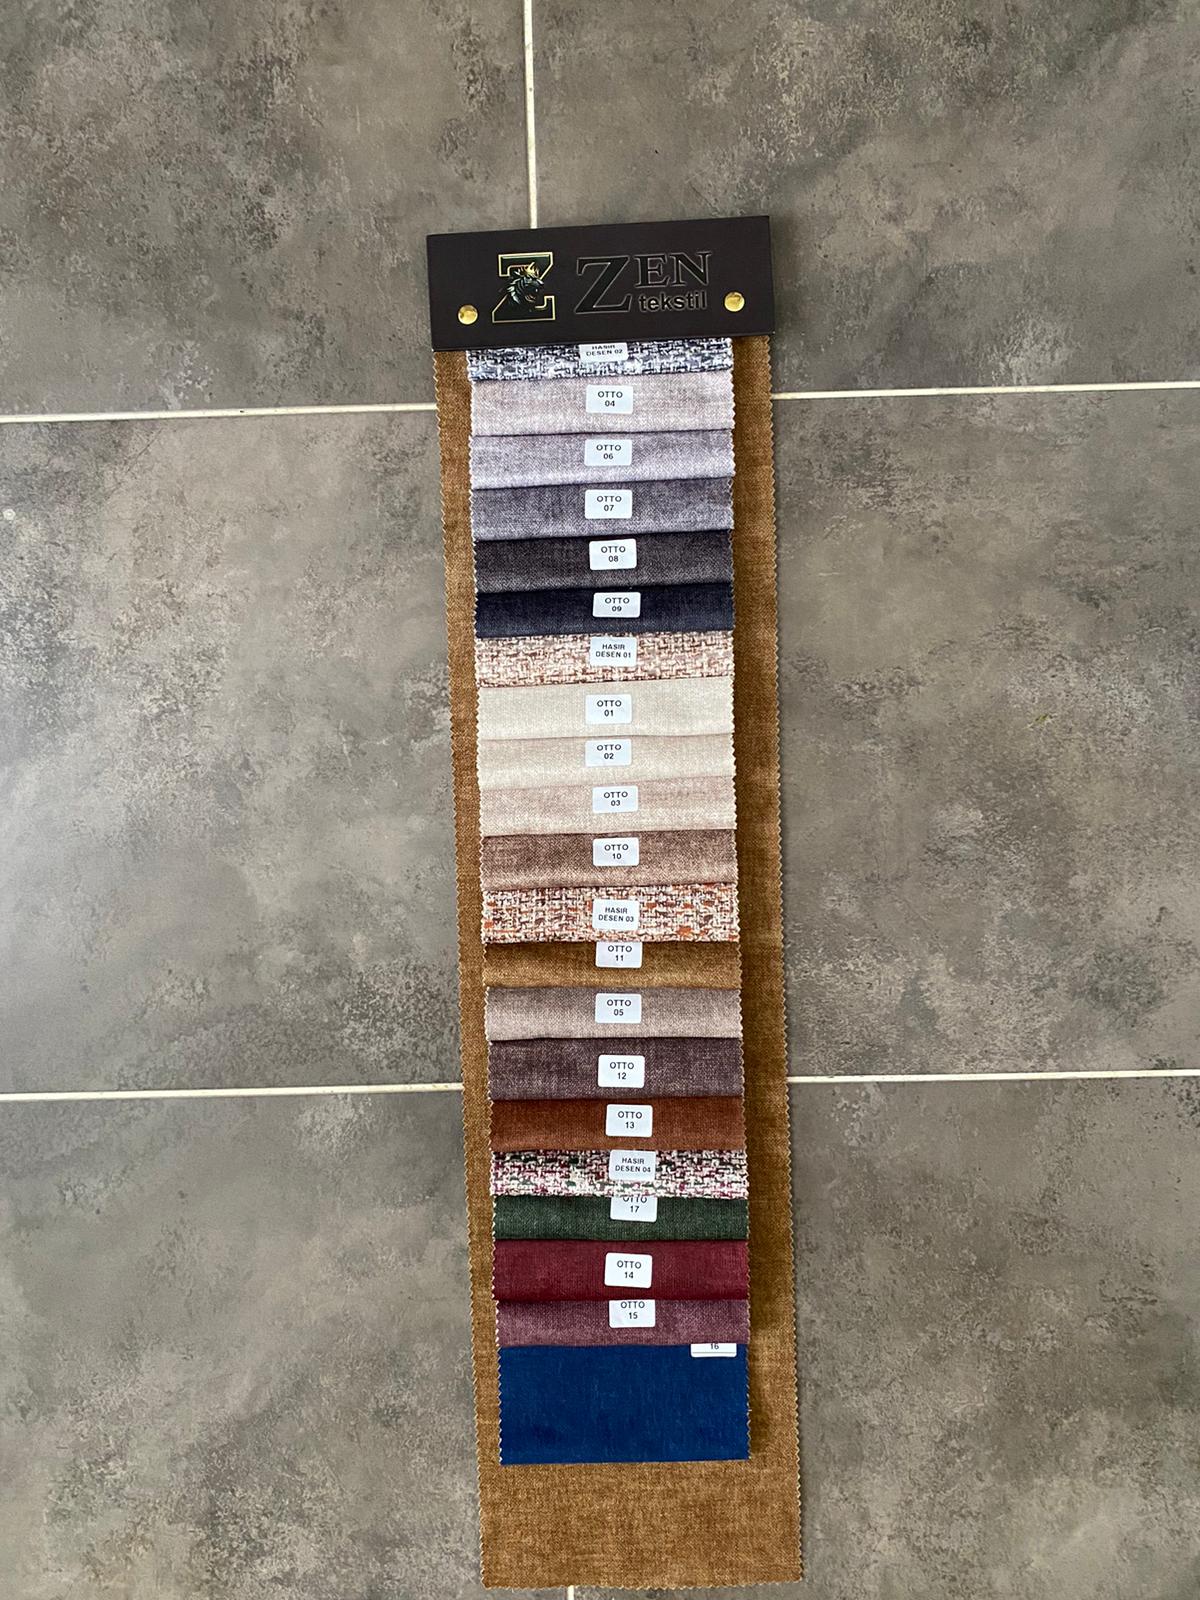 Z ZEN
tekstil
HASIR
DESEN 02
OTTO
04
OTTO
06
OTTO
07
OTTO
08
OTTO
09
HASIR
DESEN 01
OTTO
01
OTTO
02
OTTO
03
OTTO
10
HASIR
DESEN 03
OTTO
11
OTTO
05
OTTO
12
OTTO
13
HASIR
DESEN 04
OTTO
17
OTTO
14
OTTO
15
16